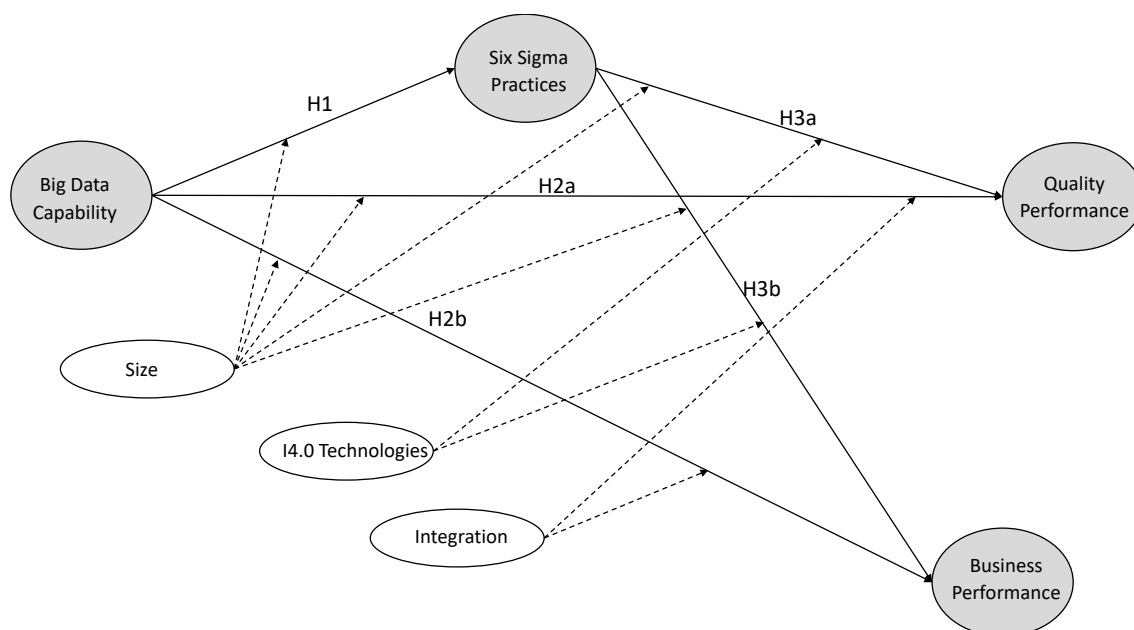 Six Sigma
Practices
H1
H3a
Big Data
Capability
H2a
Quality
Performance
H3b
H2b
Size
I4.0 Technologies
Integration
Business
Performance